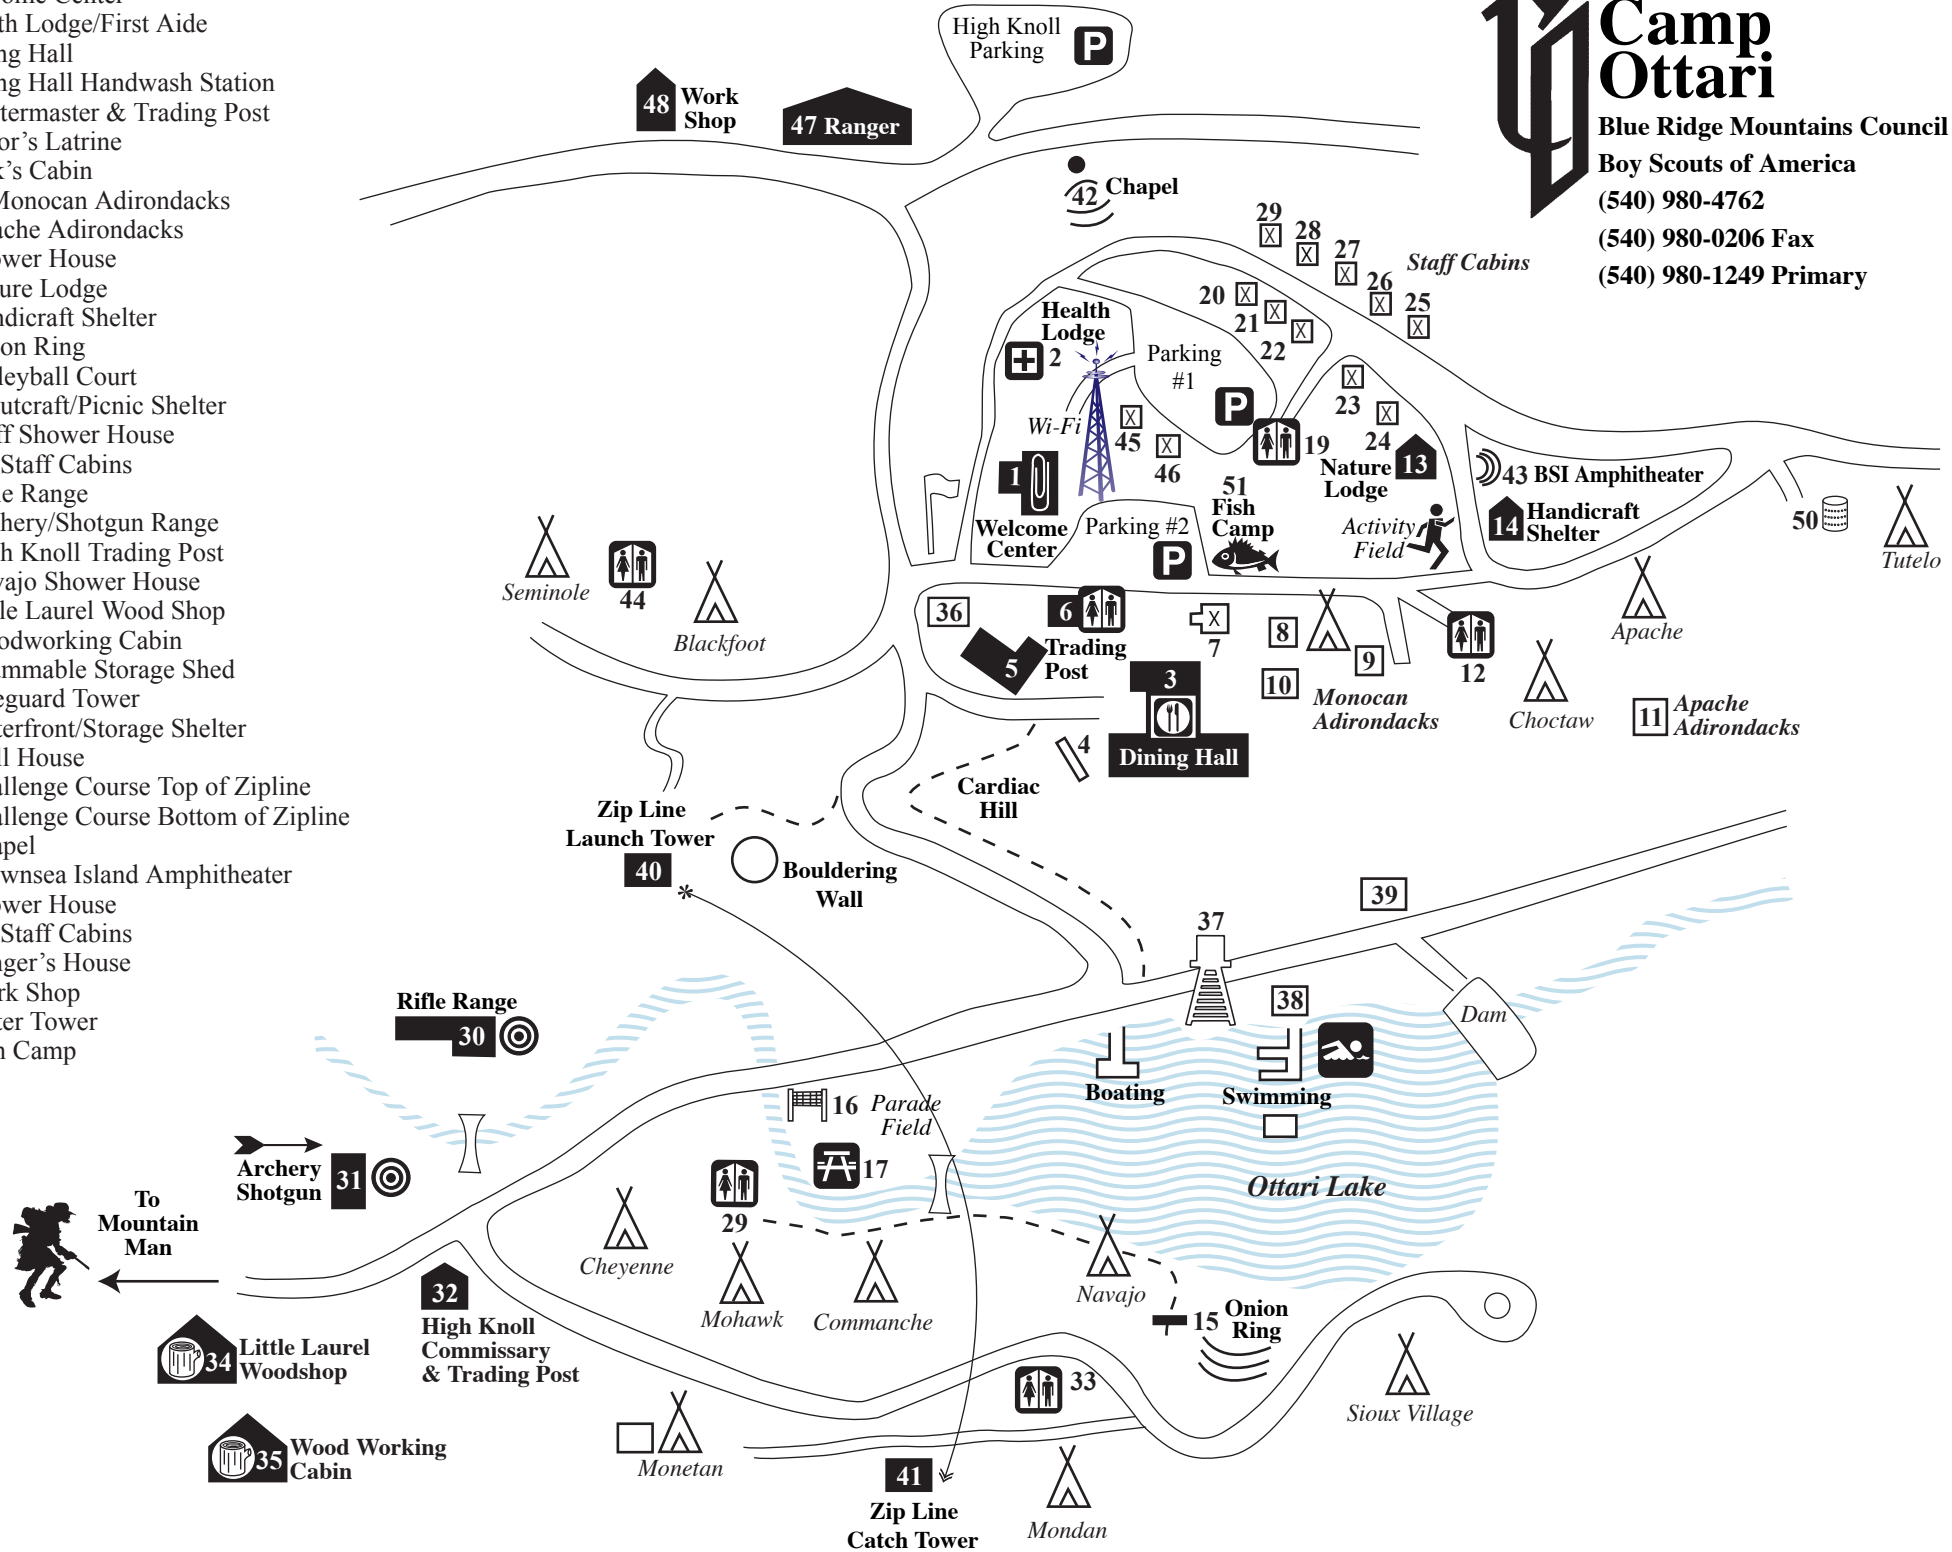 th Lodge/First Aide
ng Hall
ng Hall Handwash Station
termaster & Trading Post
or's Latrine
k's Cabin
Monocan Adirondacks
ache Adirondacks
wer House
ure Lodge
ndicraft Shelter
on Ring
leyball Court
utcraft/Picnic Shelter
ff Shower House
Staff Cabins
e Range
hery/Shotgun Range
h Knoll Trading Post
vajo Shower House
le Laurel Wood Shop
odworking Cabin
mmable Storage Shed
eguard Tower
terfront/Storage Shelter
ll House
allenge Course Top of Zipline
allenge Course Bottom of Zipline
apel
wnsea Island Amphitheater
wer House
Staff Cabins
nger's House
rk Shop
ter Tower
h Camp
Camp
Ottari
Blue Ridge Mountains Council
Boy Scouts of America
(540) 980-4762
(540) 980-0206 Fax
(540) 980-1249 Primary
High Knoll
Parking
P
48 Work
Shop
47 Ranger
42 Chapel
29
28
27
26
25
Staff Cabins
20
21
22
23
24
Health
Lodge
2
Parking
#1
P
Wi-Fi
45
46
19
Nature
Lodge
13
43 BSI Amphitheater
14 Handicraft
Shelter
1
Welcome
Center
Parking #2
P
51
Fish
Camp
Activity
Field
50
Tutelo
Seminole
44
Blackfoot
36
6
Trading
Post
5
7
8
9
10
Monocan
Adirondacks
12
Choctaw
Apache
11 Apache
Adirondacks
3
Dining Hall
4
Cardiac
Hill
Zip Line
Launch Tower
40
Bouldering
Wall
39
37
38
Dam
Rifle Range
30
Boating
Swimming
16 Parade
Field
17
Ottari Lake
Archery
Shotgun
31
To
Mountain
Man
29
Cheyenne
Mohawk
Commanche
Navajo
15 Onion
Ring
32
High Knoll
Commissary
& Trading Post
34 Little Laurel
Woodshop
35 Wood Working
Cabin
33
Sioux Village
Monetan
41
Zip Line
Catch Tower
Mondan